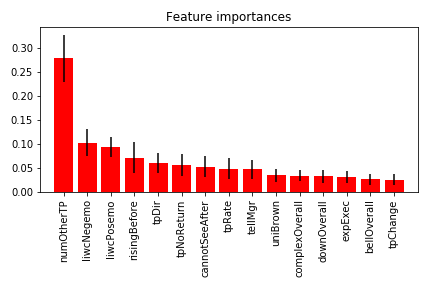 Feature importances
0.30
0.25
0.20
0.15
0.10
0.05
0.00
numOtherTP
liwcNegemo
liwcPosemo
risingBefore
tpDir
tpNoReturn
cannotSeeAfter
tpRate
tellMgr
uniBrown
complexOverall
downOverall
expExec
bellOverall
tpChange